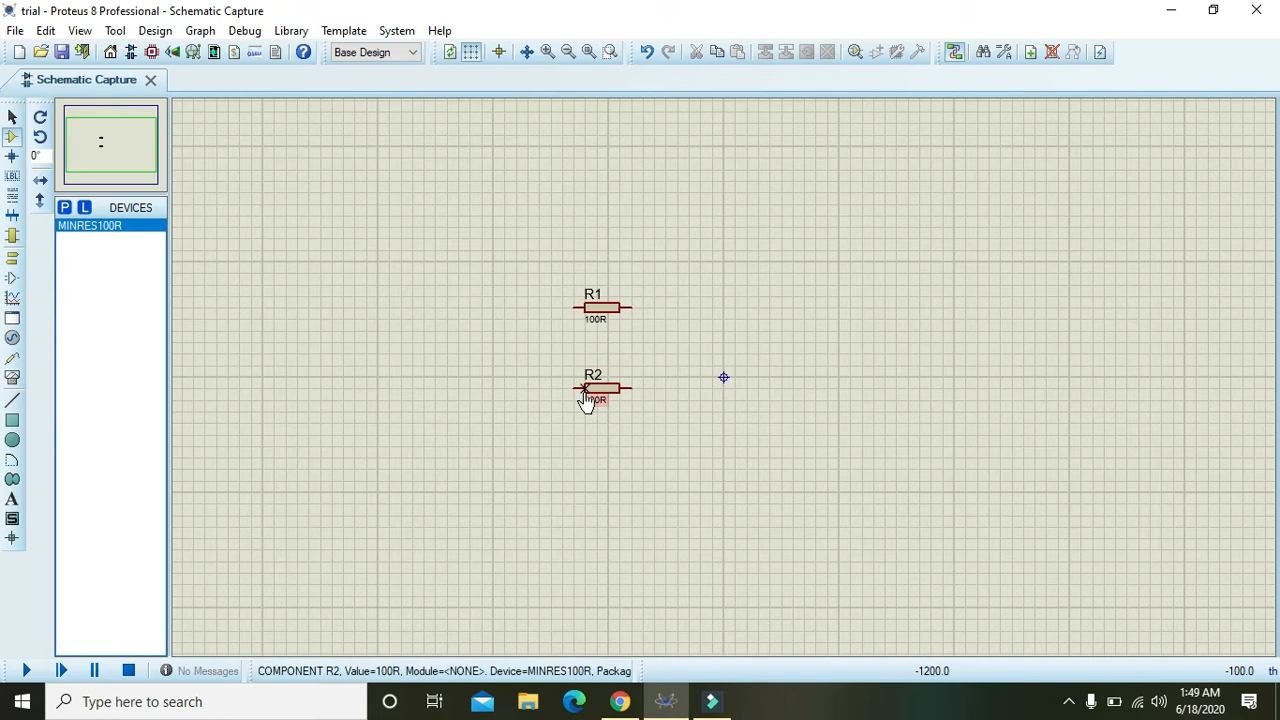 trial - Proteus 8 Professional - Schematic Capture
File Edit View Tool Design Graph Debug Library Template System Help
Base Design
Schematic Capture
0°
P L DEVICES
MINRES100R
LBL
R1
100R
R2
A
S
No Messages
COMPONENT R2, Value=100R, Module=<NONE>. Device=MINRES100R, Packag
-1200.0
-100.0
th
Type here to search
1:49 AM
6/18/2020